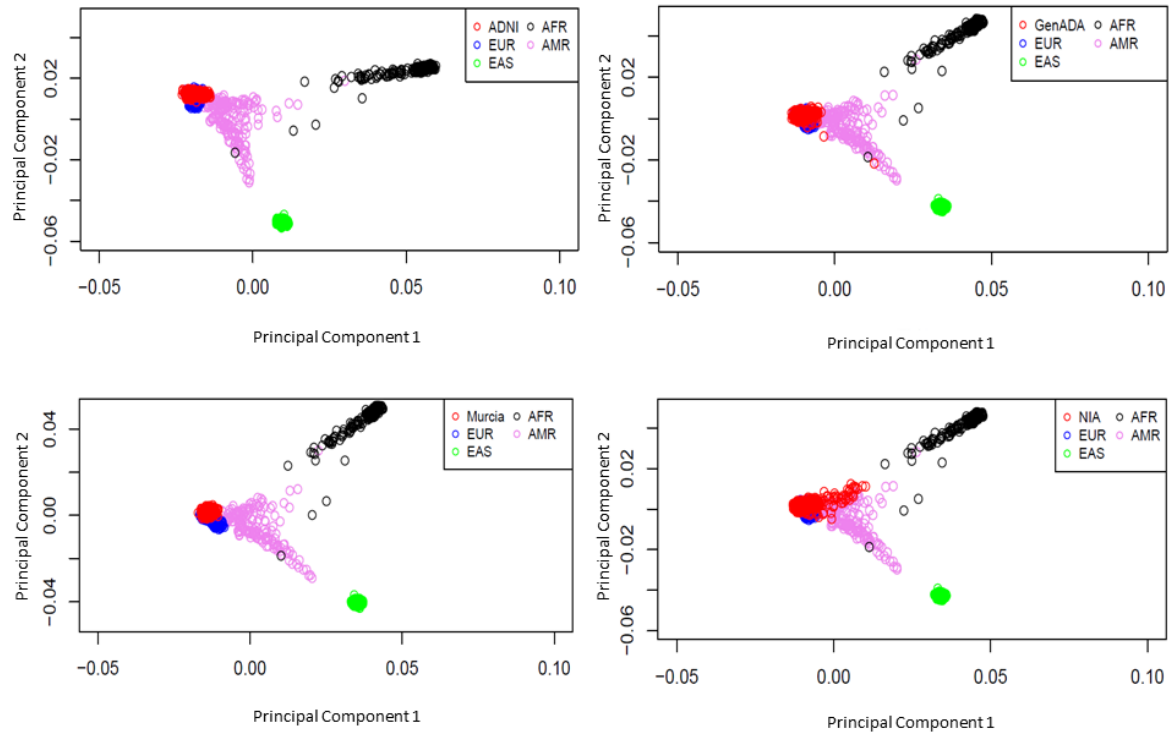 ADNI AFR
EUR AMR
EAS
Principal Component 2
0.02
−0.02
−0.06
−0.05 0.00 0.05 0.10
Principal Component 1
GenADA AFR
EUR AMR
EAS
Principal Component 2
0.02
−0.02
−0.06
−0.05 0.00 0.05 0.10
Principal Component 1
Murcia AFR
EUR AMR
EAS
Principal Component 2
0.04
0.00
−0.04
−0.05 0.00 0.05 0.10
Principal Component 1
NIA AFR
EUR AMR
EAS
Principal Component 2
0.02
−0.02
−0.06
−0.05 0.00 0.05 0.10
Principal Component 1